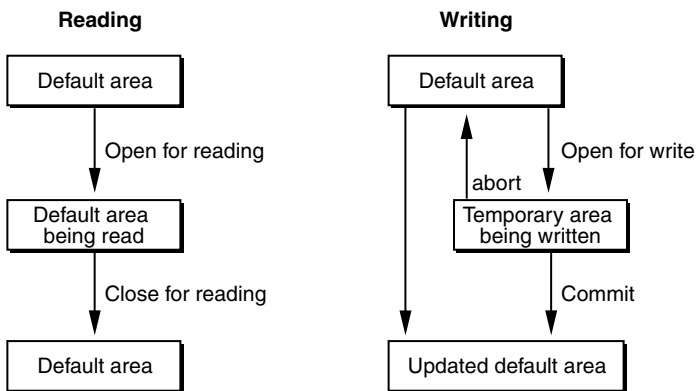 Reading
Default area
Open for reading
Default area
being read
Close for reading
Default area
Writing
Default area
Open for write
abort
Temporary area
being written
Commit
Updated default area